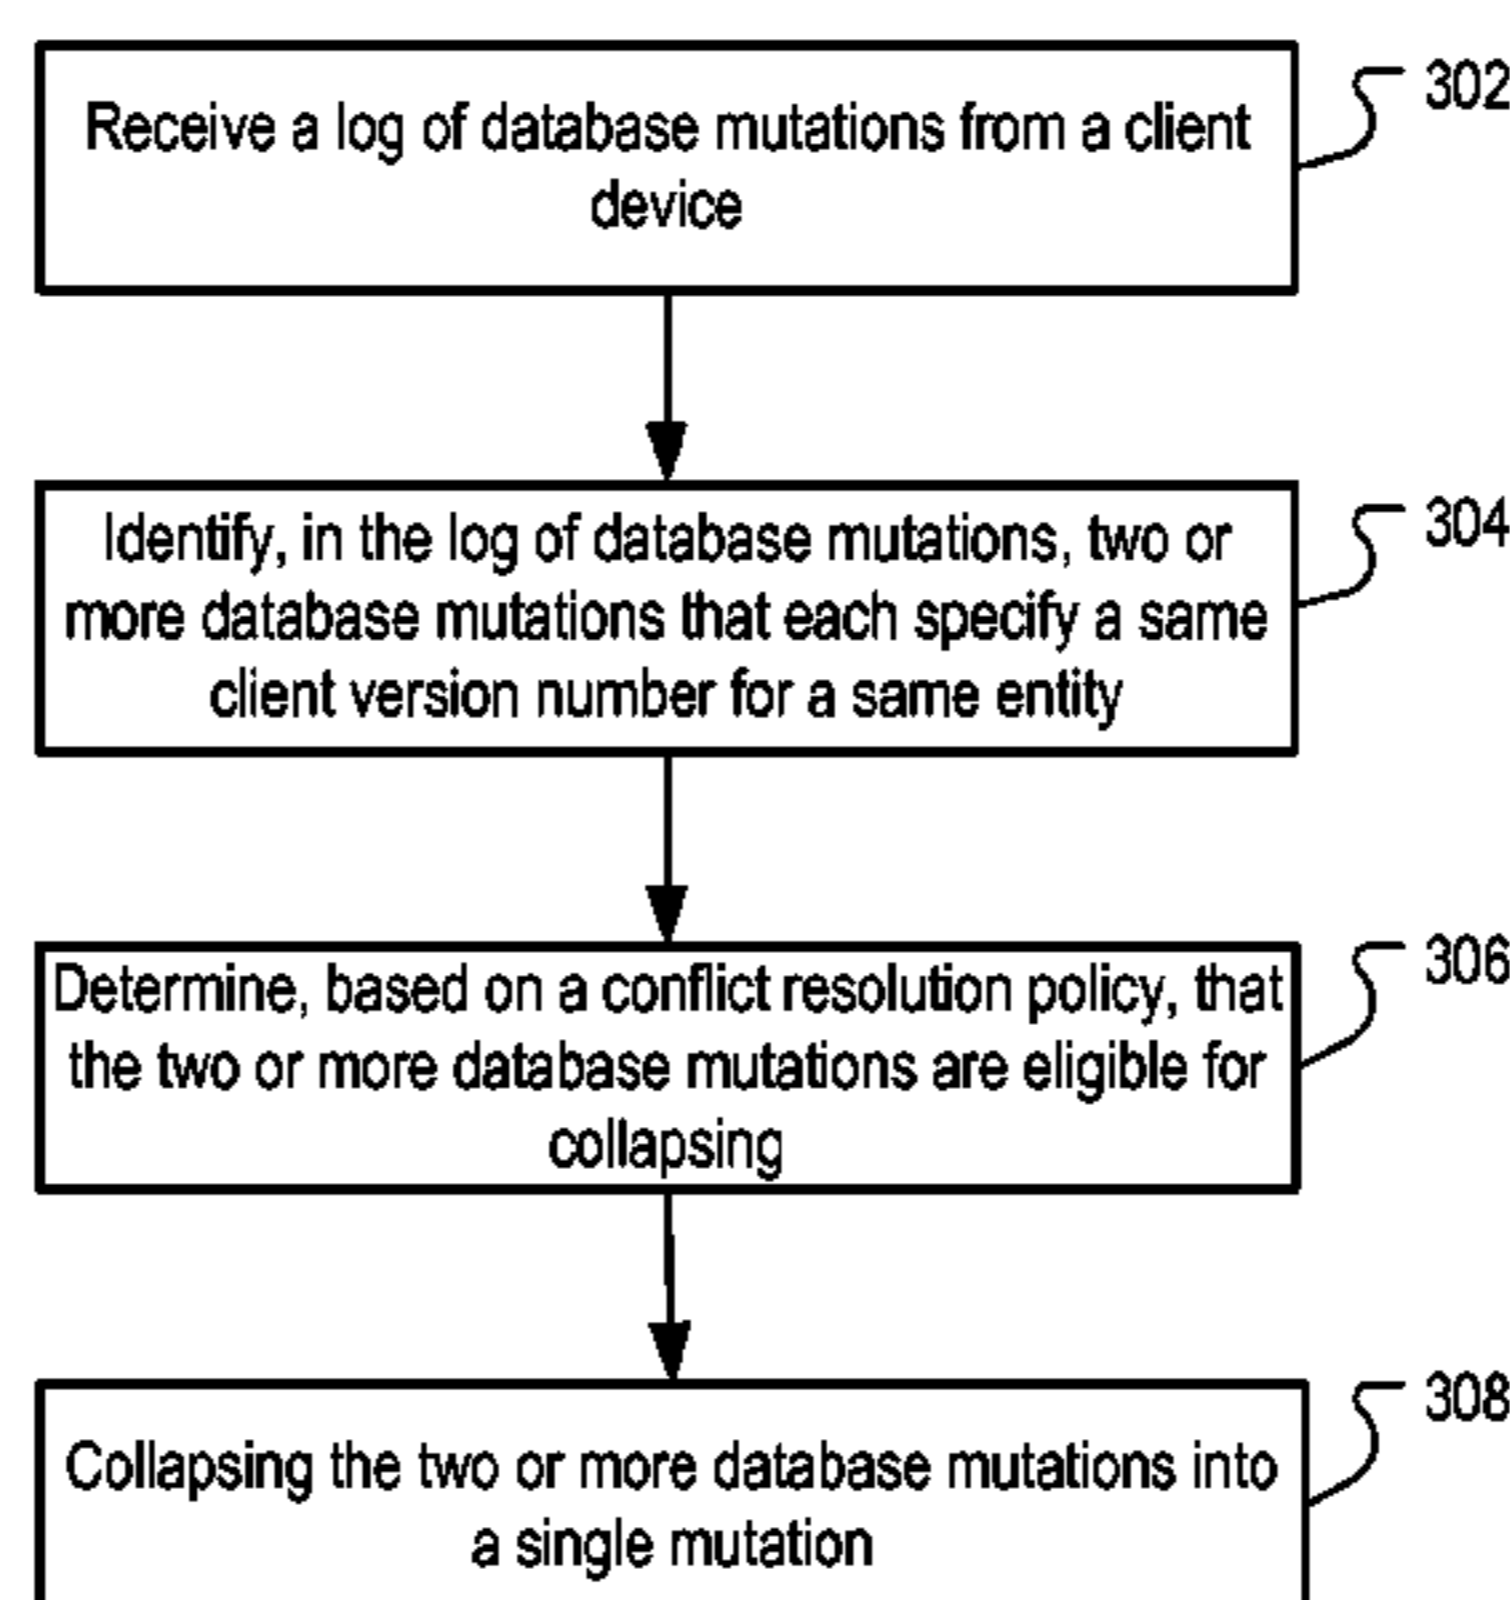 Receive a log of database mutations from a client
device
302
Identify, in the log of database mutations, two or
more database mutations that each specify a same
client version number for a same entity
304
Determine, based on a conflict resolution policy, that
the two or more database mutations are eligible for
collapsing
306
Collapsing the two or more database mutations into
a single mutation
308